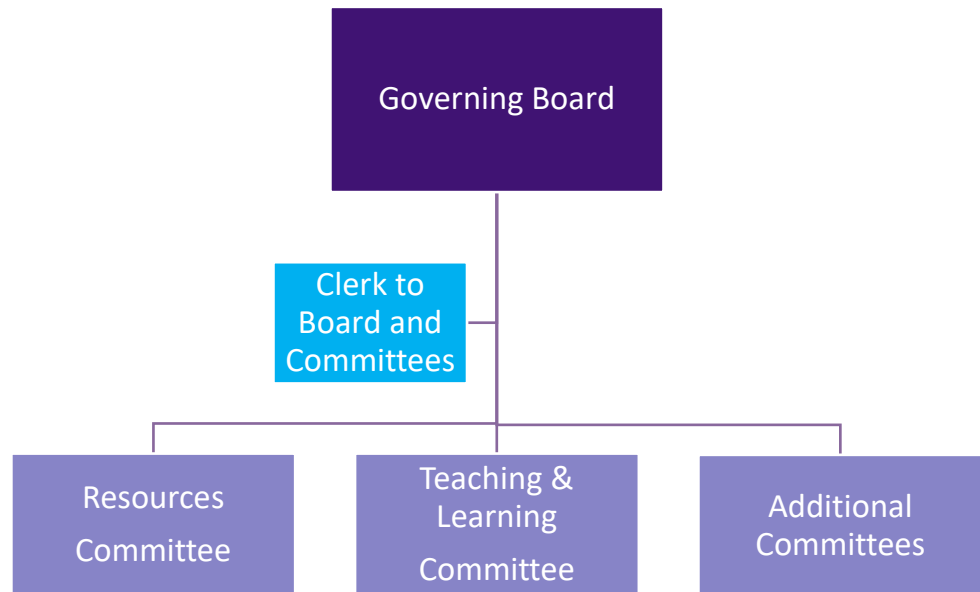 Governing Board
Clerk to
Board and
Committees
Resources
Committee
Teaching &
Learning
Committee
Additional
Committees